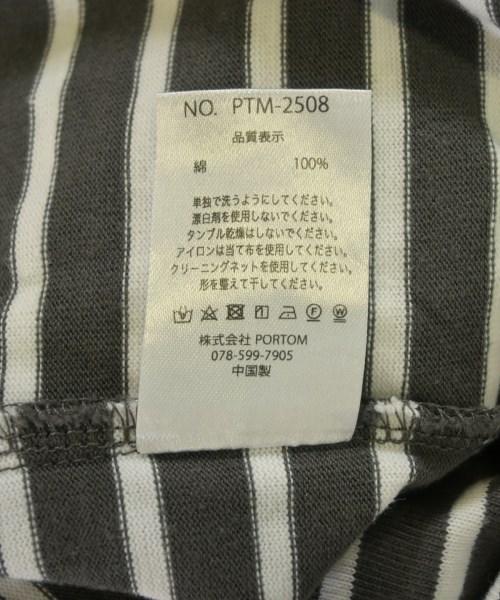 NO. PTM-2508
品質表示
綿 100%
単独で洗うようにしてください。
漂白剤を使用しないでください。
タンブル乾燥はしないでください。
アイロンは当て布を使用してください。
クリーニングネットを使用してください。
形を整えて干してください。
株式会社 PORTOM
078-599-7905
中国製